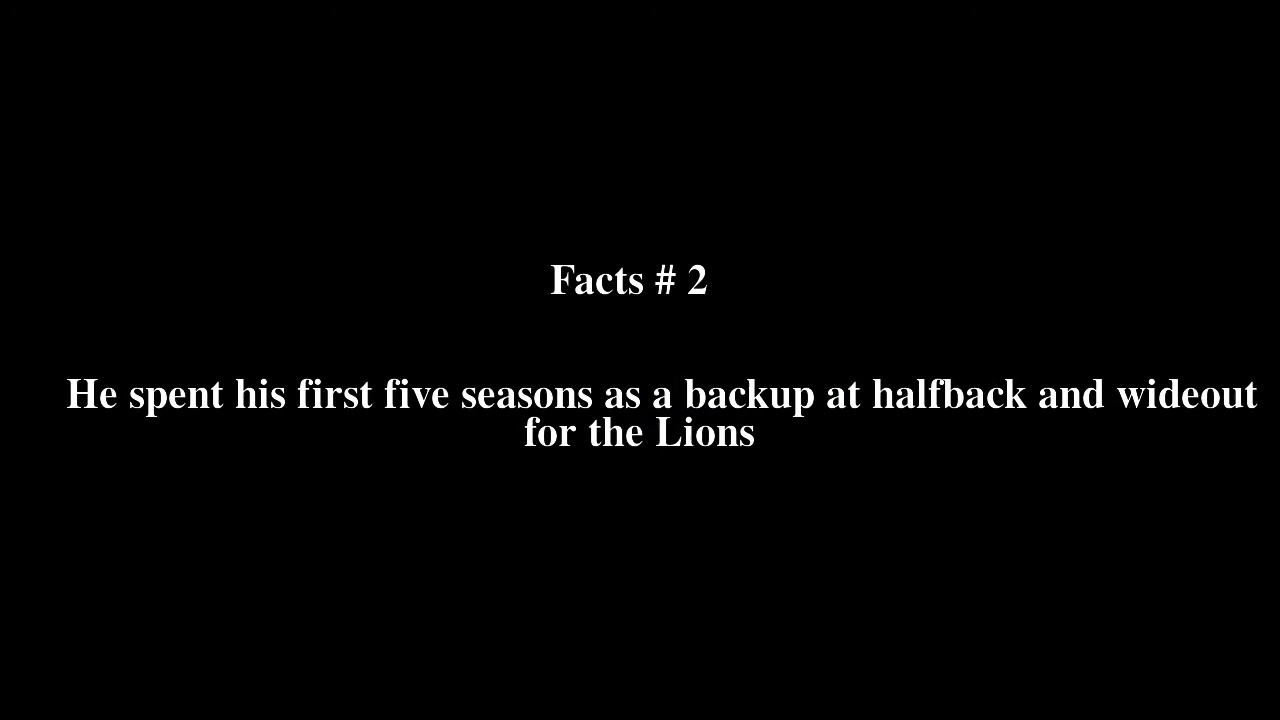 Facts # 2
He spent his first five seasons as a backup at halfback and wideout
for the Lions